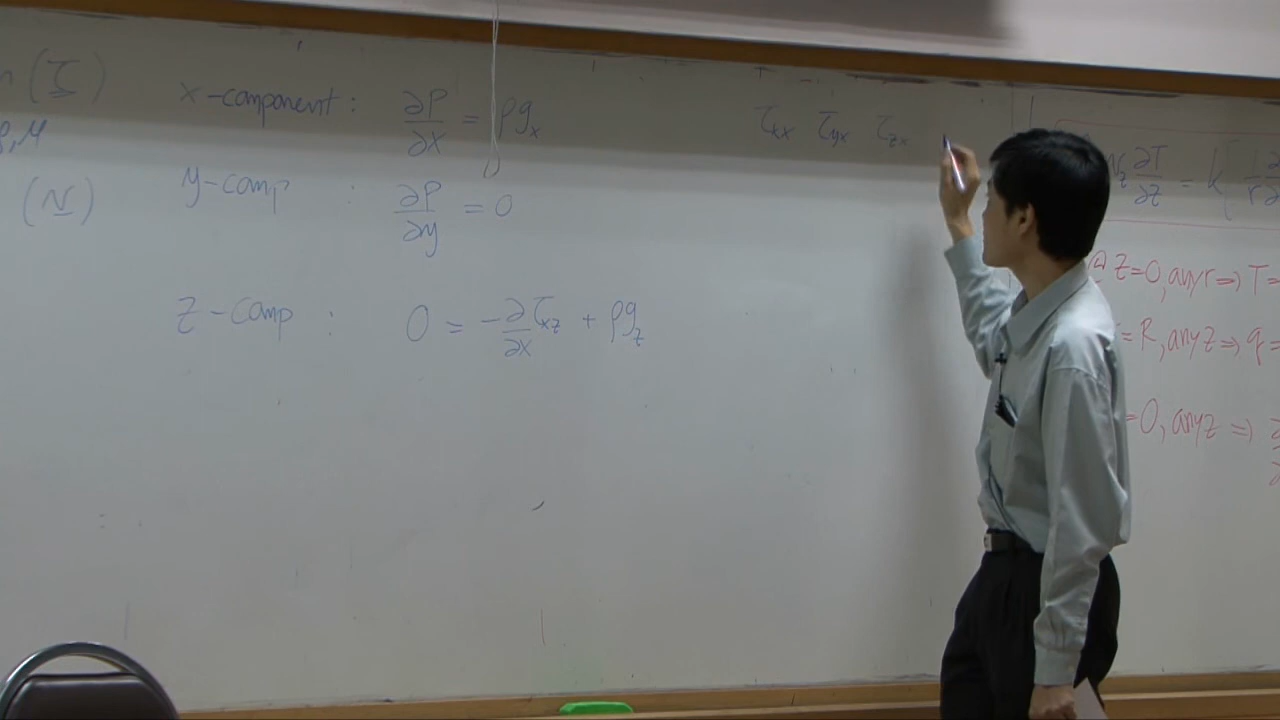 (τ)
ρ,μ
(N)
x-component : ∂P/∂x = ρg_x
y-comp : ∂P/∂y = 0
z-comp : 0 = -∂τ_xz/∂x + ρg_z
τ_xx τ_yx τ_zx
∂T/∂z = k
@ z=0, any r ⇒ T=
= R, any z ⇒ q =
=0, any z ⇒